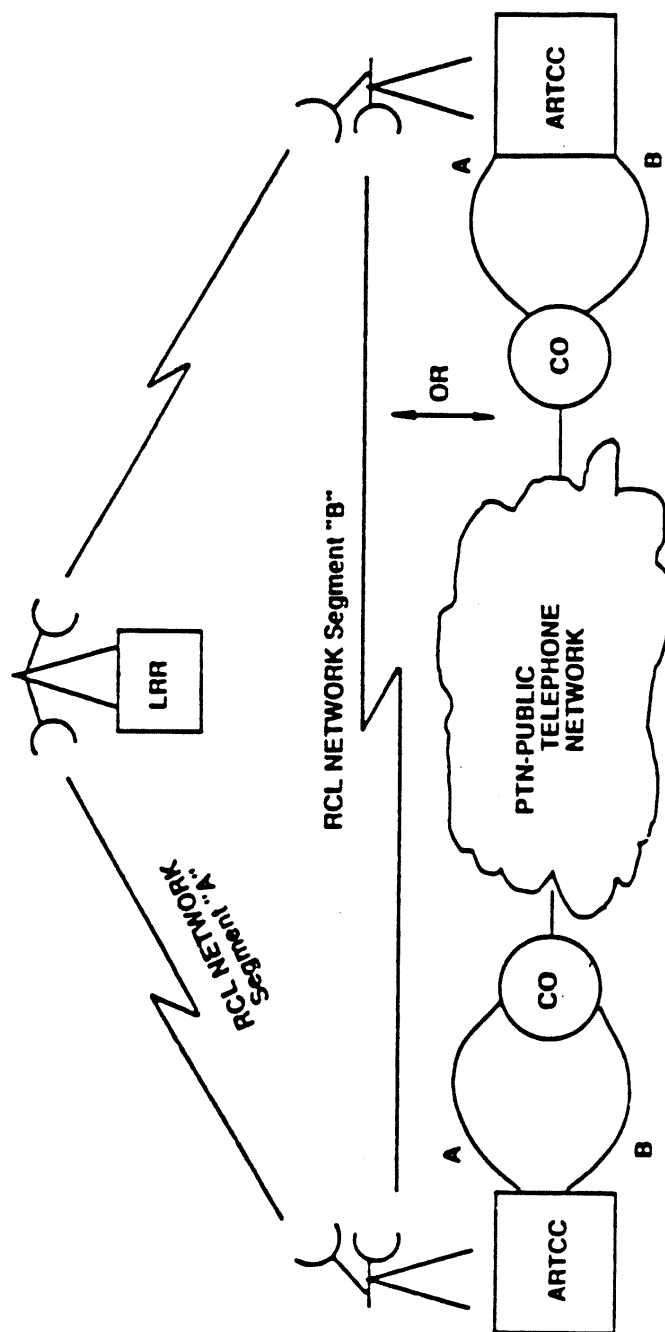 LRR
RCL NETWORK
Segment "A"
RCL NETWORK Segment "B"
OR
ARTCC
A
B
CO
PTN-PUBLIC
TELEPHONE
NETWORK
CO
A
B
ARTCC